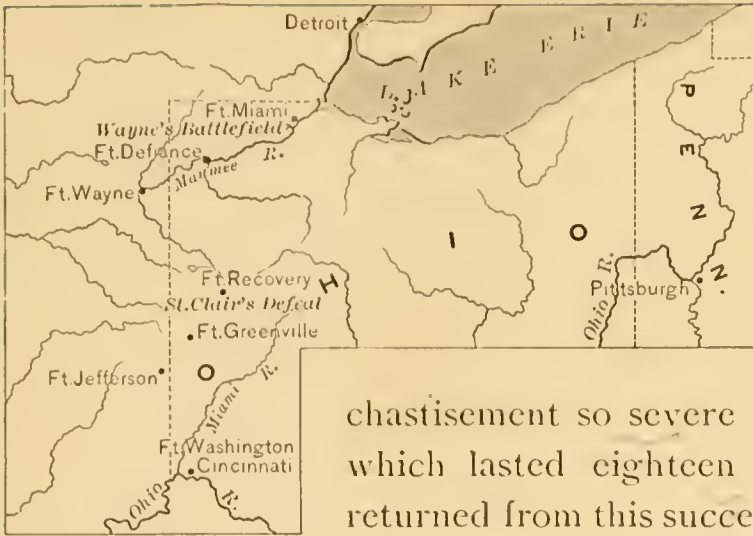 Detroit
LAKE ERIE
L. I.
Ft. Miami
Wayne's Battlefield
Ft. Defiance
Maumee R.
Ft. Wayne
PENN.
OHIO
Ft. Recovery
St. Clair's Defeat
Pittsburgh
Ohio R.
Ft. Greenville
Ft. Jefferson
Miami R.
Ft. Washington
Cincinnati
Ohio R.
chastisement so severe
which lasted eighteen
returned from this succe